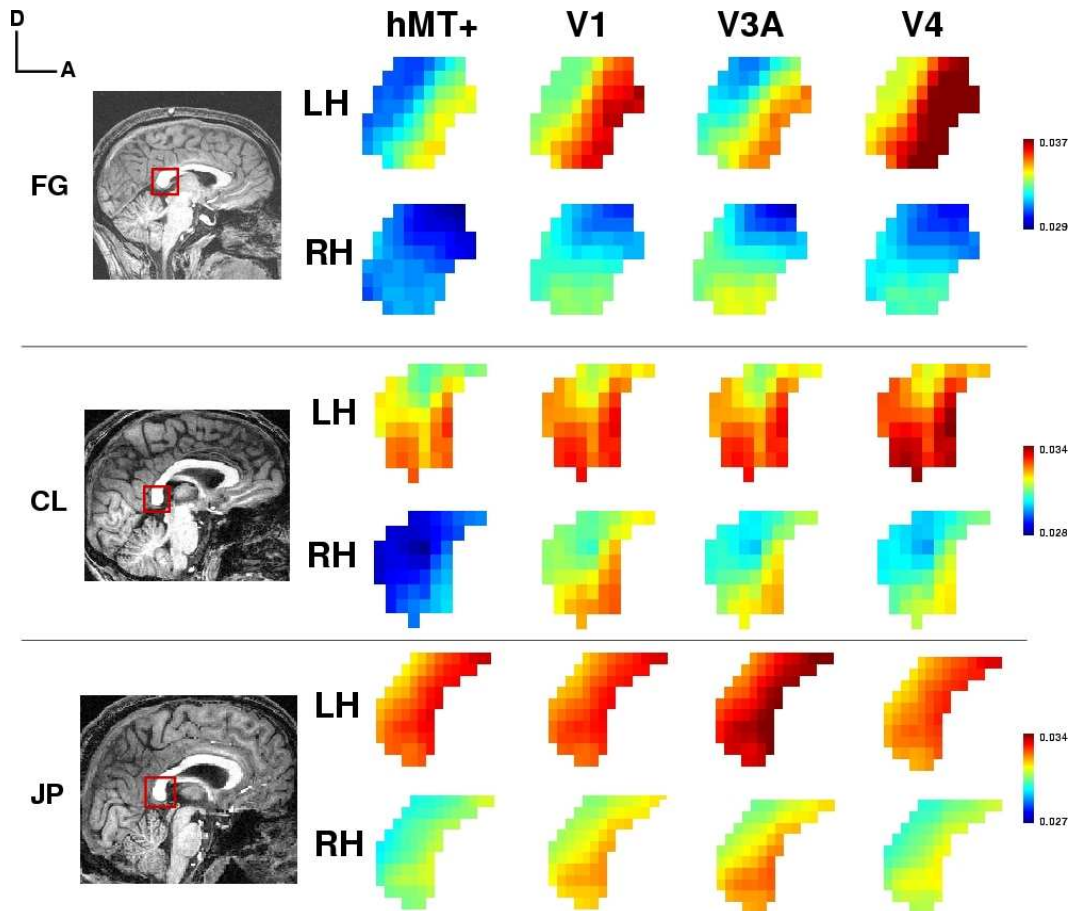 D
A
hMT+ V1 V3A V4
LH
FG
RH
0.037
0.029
LH
CL
RH
0.034
0.028
LH
JP
RH
0.034
0.027